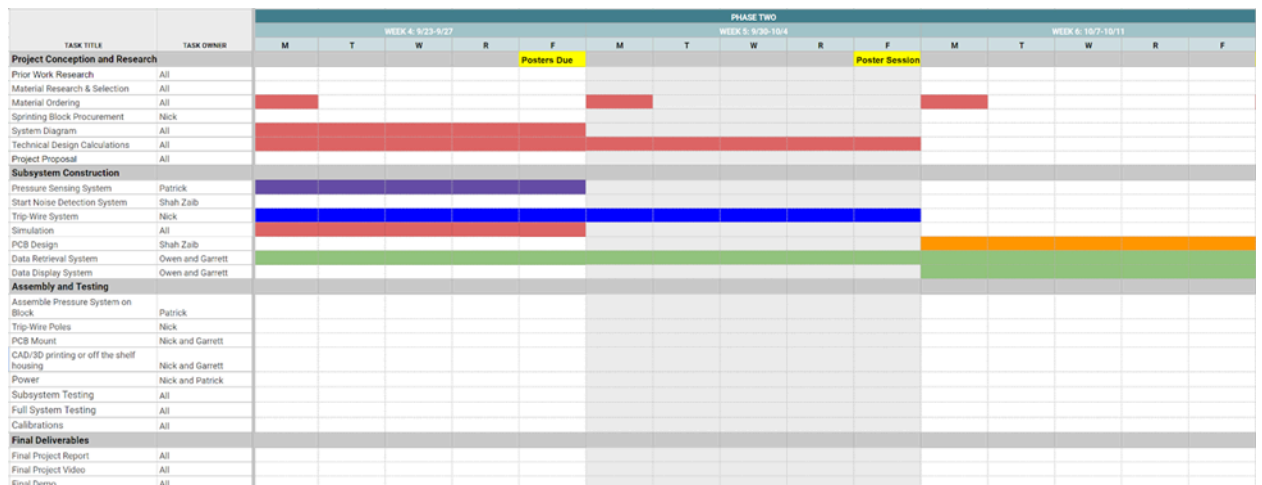 PHASE TWO
WEEK 4: 9/23-9/27 WEEK 5: 9/30-10/4 WEEK 6: 10/7-10/11
TASK TITLE TASK OWNER M T W R F M T W R F M T W R F
Project Conception and Research Posters Due Poster Session
Prior Work Research All
Material Research & Selection All
Material Ordering All
Sprinting Block Procurement Nick
System Diagram All
Technical Design Calculations All
Project Proposal All
Subsystem Construction
Pressure Sensing System Patrick
Start Noise Detection System Shah Zaib
Trip-Wire System Nick
Simulation All
PCB Design Shah Zaib
Data Retrieval System Owen and Garrett
Data Display System Owen and Garrett
Assembly and Testing
Assemble Pressure System on
Block Patrick
Trip-Wire Poles Nick
PCB Mount Nick and Garrett
CAD/3D printing or off the shelf
housing Nick and Garrett
Power Nick and Patrick
Subsystem Testing All
Full System Testing All
Calibrations All
Final Deliverables
Final Project Report All
Final Project Video All
Final Demo All